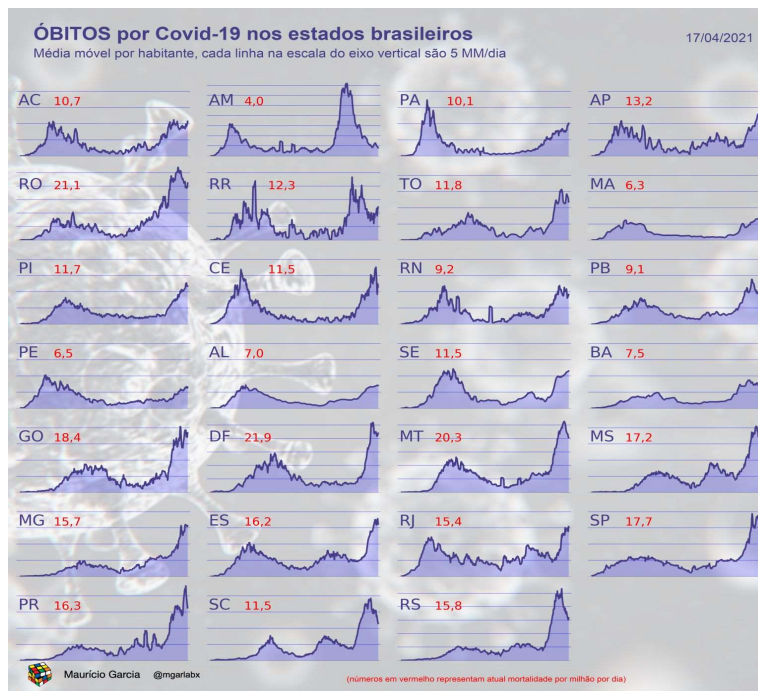 ÓBITOS por Covid-19 nos estados brasileiros
17/04/2021
Média móvel por habitante, cada linha na escala do eixo vertical são 5 MM/dia
AC 10,7
AM 4,0
PA 10,1
AP 13,2
RO 21,1
RR 12,3
TO 11,8
MA 6,3
PI 11,7
CE 11,5
RN 9,2
PB 9,1
PE 6,5
AL 7,0
SE 11,5
BA 7,5
GO 18,4
DF 21,9
MT 20,3
MS 17,2
MG 15,7
ES 16,2
RJ 15,4
SP 17,7
PR 16,3
SC 11,5
RS 15,8
Maurício Garcia @mgarlabx
(números em vermelho representam atual mortalidade por milhão por dia)